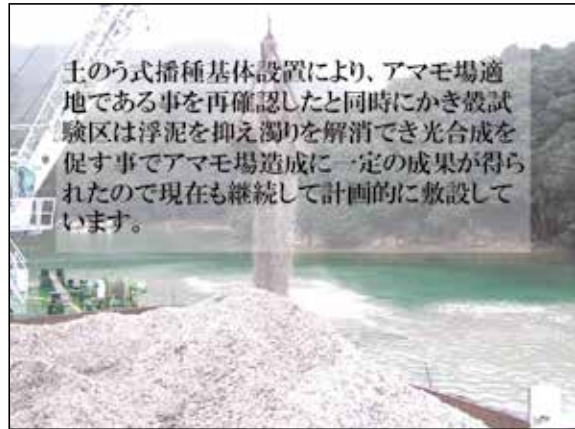 土のう式播種基体設置により、アマモ場適
地である事を再確認したと同時にかき殻試
験区は浮泥を抑え濁りを解消でき光合成を
促す事でアマモ場造成に一定の成果が得ら
れたので現在も継続して計画的に敷設して
います。